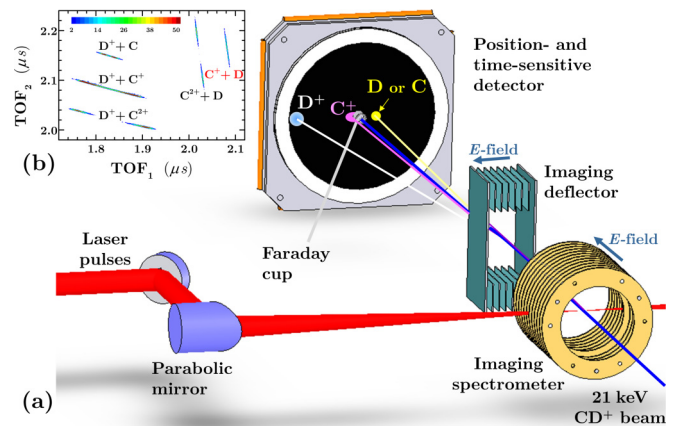 (b)
2 14 26 38 50
2.2
2.1
2.0
TOF₂ (μs)
D⁺ + C
D⁺ + C⁺
D⁺ + C²⁺
C⁺ + D
C²⁺ + D
1.8 1.9 2.0 2.1
TOF₁ (μs)
Position- and
time-sensitive
detector
D⁺
C⁺
D or C
E-field
Imaging
deflector
E-field
Faraday
cup
Laser
pulses
Parabolic
mirror
Imaging
spectrometer
21 keV
CD⁺ beam
(a)